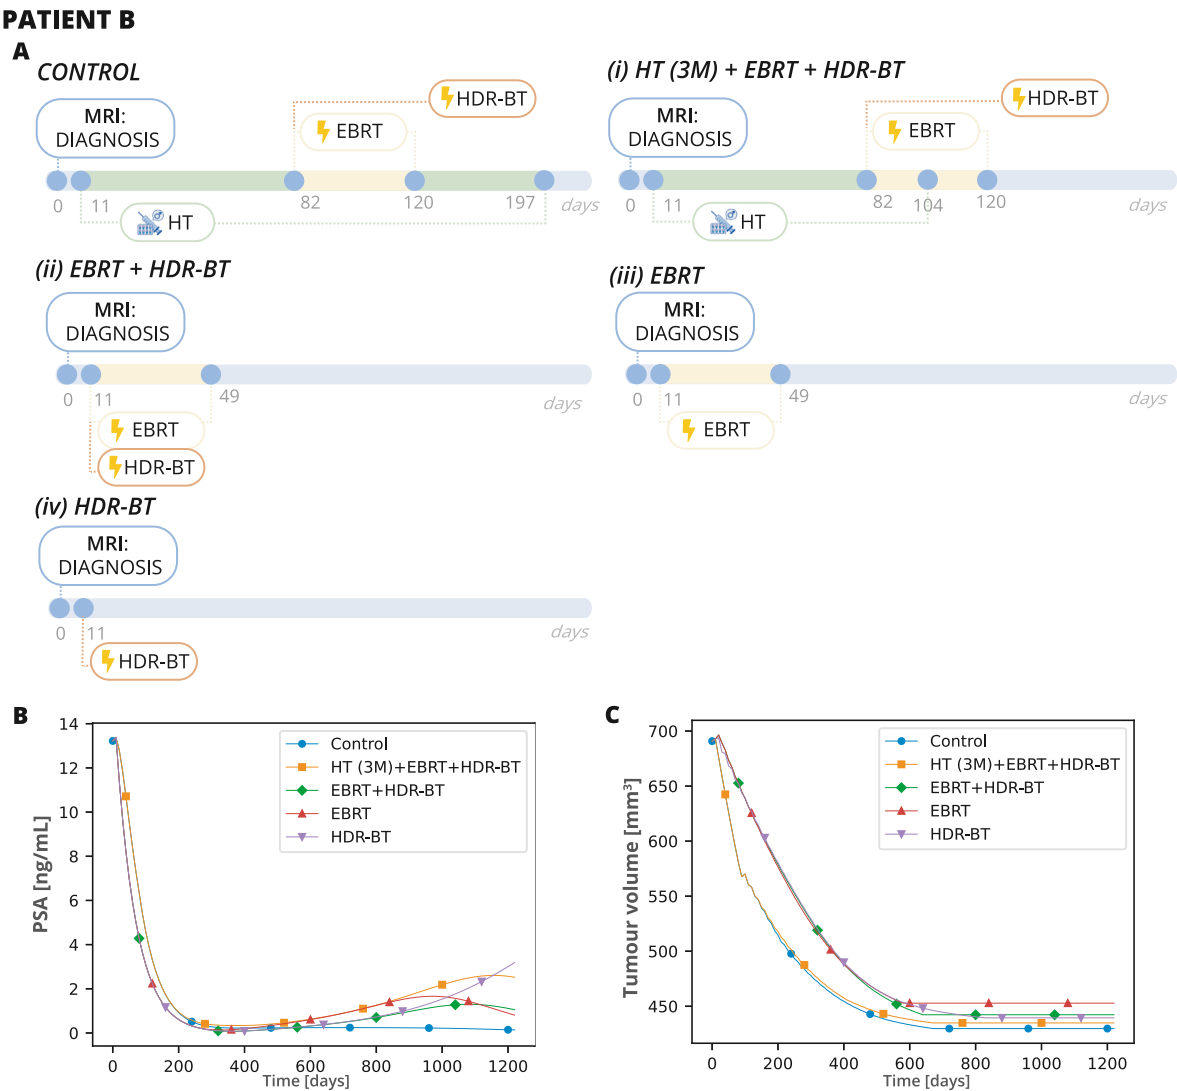 PATIENT B
A
CONTROL
MRI:
DIAGNOSIS
HDR-BT
EBRT
0
11
82
120
197
days
HT
(i) HT (3M) + EBRT + HDR-BT
MRI:
DIAGNOSIS
HDR-BT
EBRT
0
11
82
104
120
days
HT
(ii) EBRT + HDR-BT
MRI:
DIAGNOSIS
0
11
49
days
EBRT
HDR-BT
(iii) EBRT
MRI:
DIAGNOSIS
0
11
49
days
EBRT
(iv) HDR-BT
MRI:
DIAGNOSIS
0
11
days
HDR-BT
B
PSA [ng/mL]
14
12
10
8
6
4
2
0
0
200
400
600
800
1000
1200
Time [days]
Control
HT (3M)+EBRT+HDR-BT
EBRT+HDR-BT
EBRT
HDR-BT
C
Tumour volume [mm³]
700
650
600
550
500
450
0
200
400
600
800
1000
1200
Time [days]
Control
HT (3M)+EBRT+HDR-BT
EBRT+HDR-BT
EBRT
HDR-BT